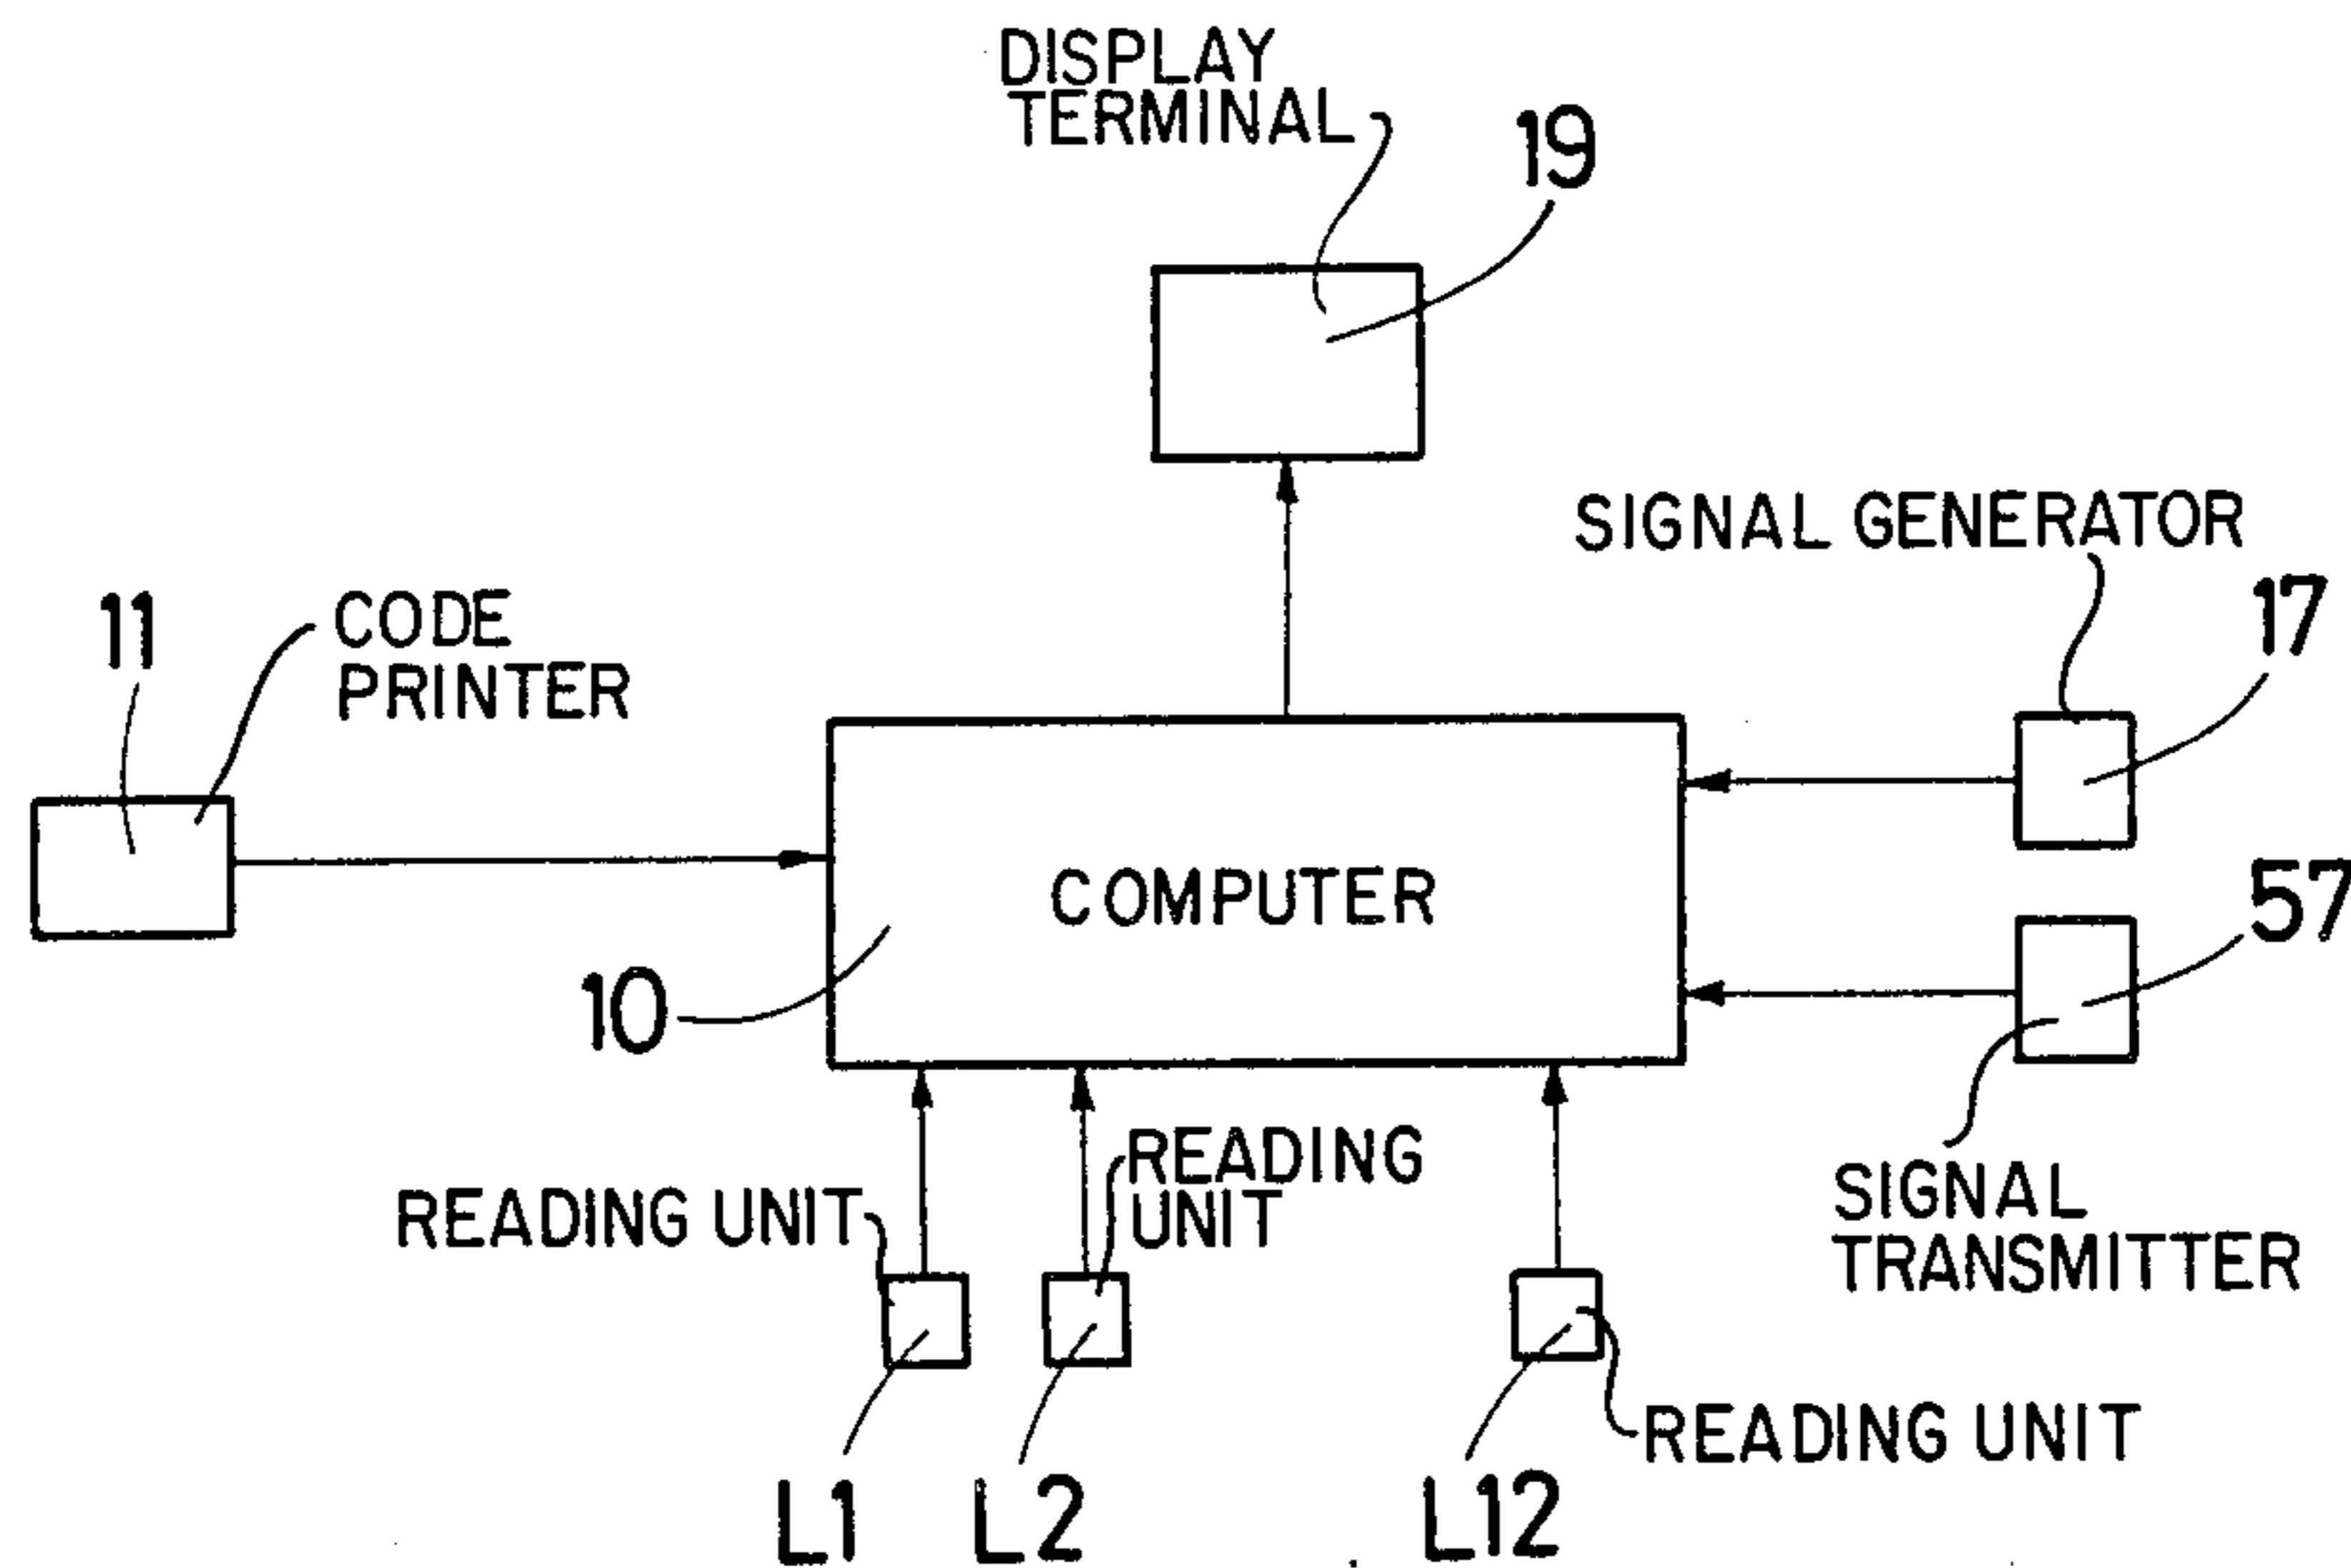 DISPLAY
TERMINAL
19
SIGNAL GENERATOR
17
11
CODE
PRINTER
COMPUTER
57
10
READING
UNIT
READING UNIT
SIGNAL
TRANSMITTER
READING UNIT
L1
L2
L12